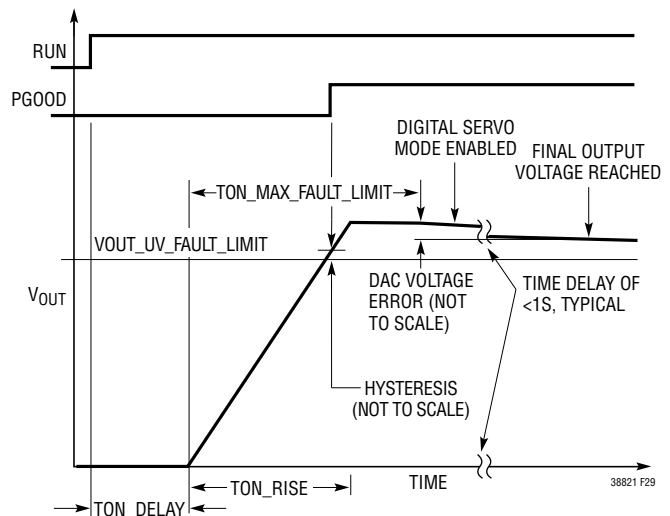 RUN
PGOOD
DIGITAL SERVO
MODE ENABLED
FINAL OUTPUT
VOLTAGE REACHED
TON_MAX_FAULT_LIMIT
VOUT_UV_FAULT_LIMIT
VOUT
DAC VOLTAGE
ERROR (NOT
TO SCALE)
TIME DELAY OF
<1S, TYPICAL
HYSTERESIS
(NOT TO SCALE)
TON_RISE
TIME
38821 F29
TON_DELAY